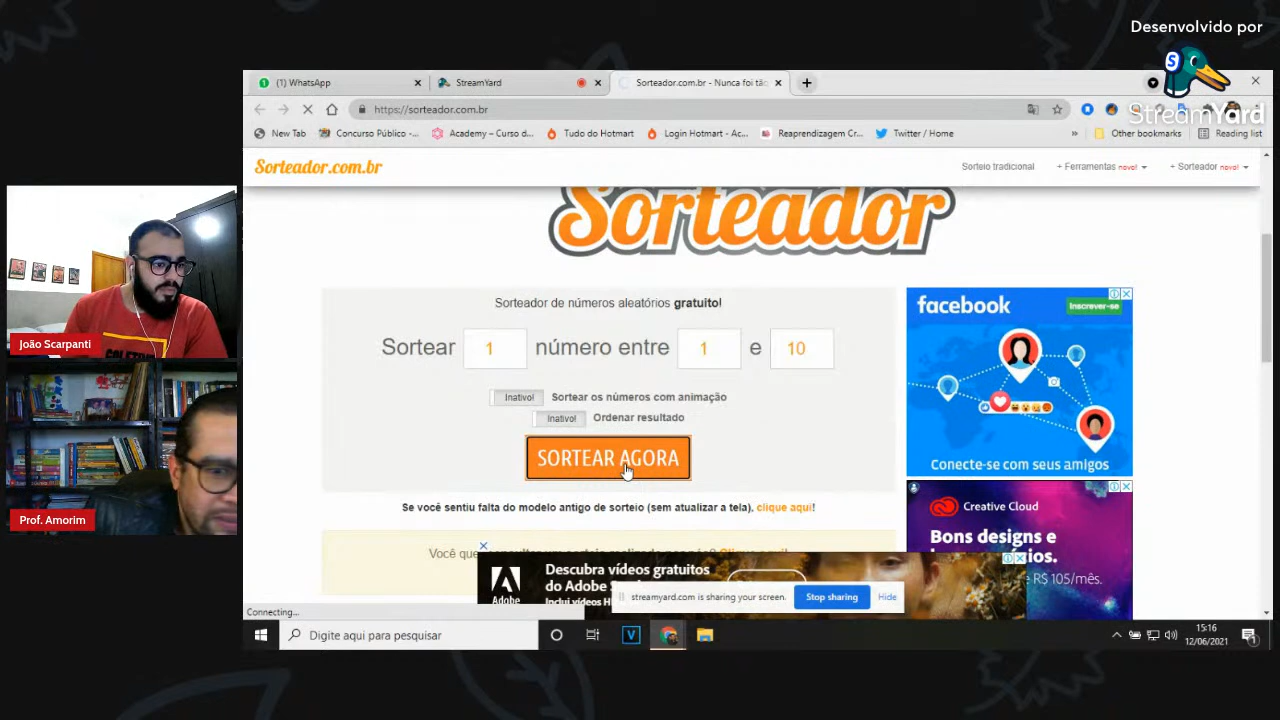 Desenvolvido por
StreamYard
(1) WhatsApp
StreamYard
Sorteador.com.br - Nunca foi tão
https://sorteador.com.br
New Tab
Concurso Público -...
Academy – Curso d...
Tudo do Hotmart
Login Hotmart - Ac...
Reaprendizagem Cr...
Twitter / Home
»
Other bookmarks
Reading list
Sorteador.com.br
Sorteio tradicional
+ Ferramentas novo!
+ Sorteador novo!
Sorteador
Sorteador de números aleatórios gratuito!
Sortear 1 número entre 1 e 10
Inativo! Sortear os números com animação
Inativo! Ordenar resultado
SORTEAR AGORA
Se você sentiu falta do modelo antigo de sorteio (sem atualizar a tela), clique aqui!
Você que
facebook
Inscrever-se
Conecte-se com seus amigos
Creative Cloud
Bons designs e
R$ 105/mês.
Adobe
Descubra vídeos gratuitos
do Adobe
streamyard.com is sharing your screen.
Stop sharing
Hide
Connecting...
Digite aqui para pesquisar
15:16
12/06/2021
João Scarpanti
Prof. Amorim